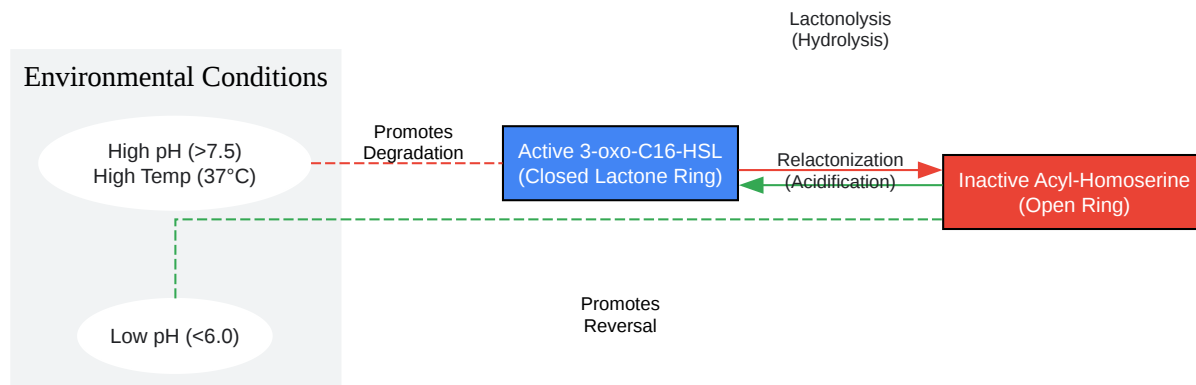 Lactonolysis
(Hydrolysis)
Environmental Conditions
High pH (>7.5)
High Temp (37°C)
Promotes
Degradation
Active 3-oxo-C16-HSL
(Closed Lactone Ring)
Relactonization
(Acidification)
Inactive Acyl-Homoserine
(Open Ring)
Low pH (<6.0)
Promotes
Reversal